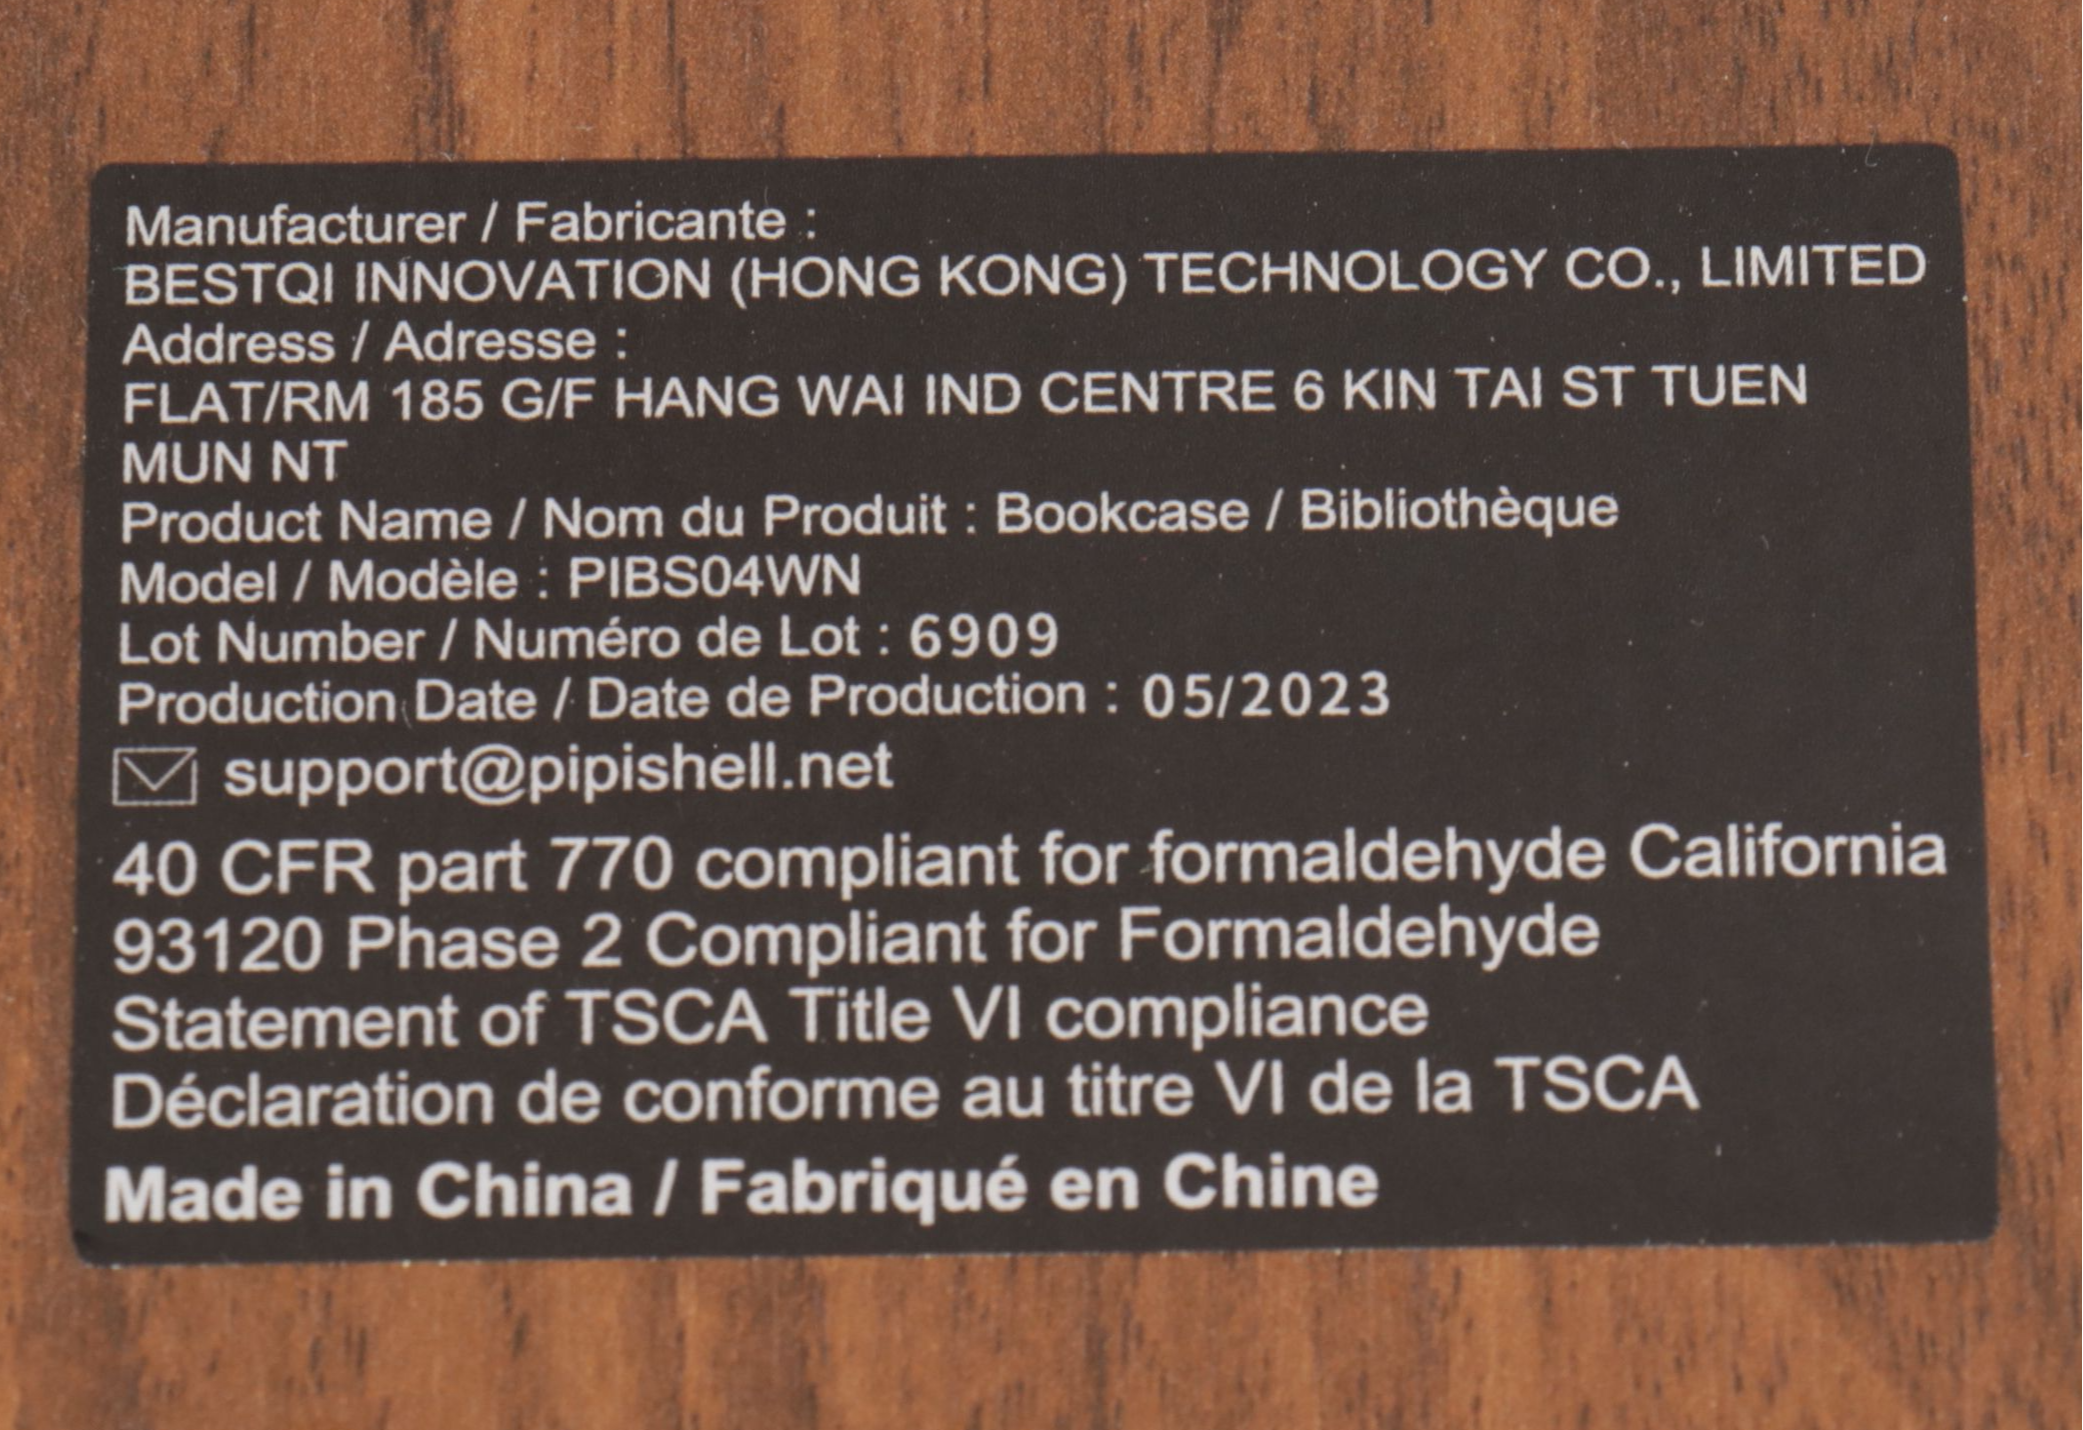 Manufacturer / Fabricante :
BESTQI INNOVATION (HONG KONG) TECHNOLOGY CO., LIMITED
Address / Adresse :
FLAT/RM 185 G/F HANG WAI IND CENTRE 6 KIN TAI ST TUEN
MUN NT
Product Name / Nom du Produit : Bookcase / Bibliothèque
Model / Modèle : PIBS04WN
Lot Number / Numéro de Lot : 6909
Production Date / Date de Production : 05/2023
support@pipishell.net
40 CFR part 770 compliant for formaldehyde California
93120 Phase 2 Compliant for Formaldehyde
Statement of TSCA Title VI compliance
Déclaration de conforme au titre VI de la TSCA
Made in China / Fabriqué en Chine